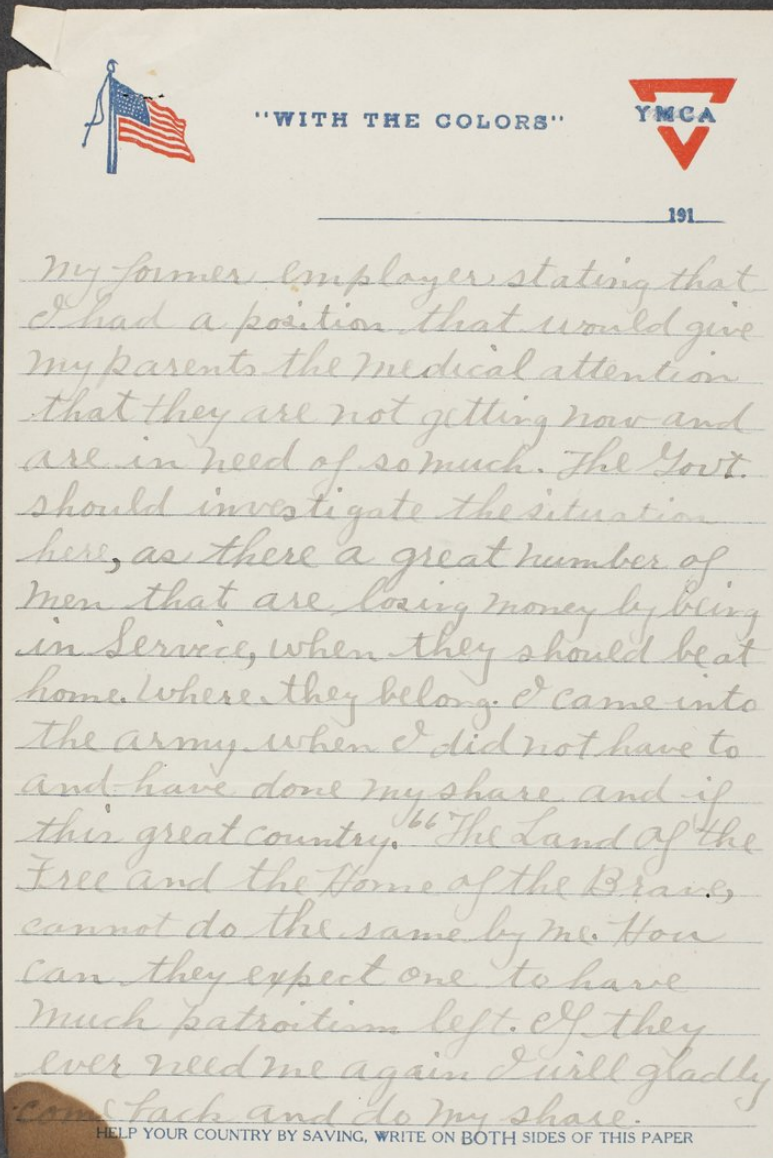 "WITH THE COLORS"
YMCA
191
My former employer stating that
I had a position that would give
my parents the medical attention
that they are not getting now and
are in need of so much. The Govt.
should investigate the situation
here, as there a great number of
men that are losing money by being
in Service, when they should be at
home. Where they belong. I came into
the army when I did not have to
and have done my share and if
this great country. "The Land Of the
Free and the Home of the Brave,
cannot do the same by me. How
can they expect one to have
much patroitism left. If they
ever need me again I will gladly
come back and do my share.
HELP YOUR COUNTRY BY SAVING, WRITE ON BOTH SIDES OF THIS PAPER